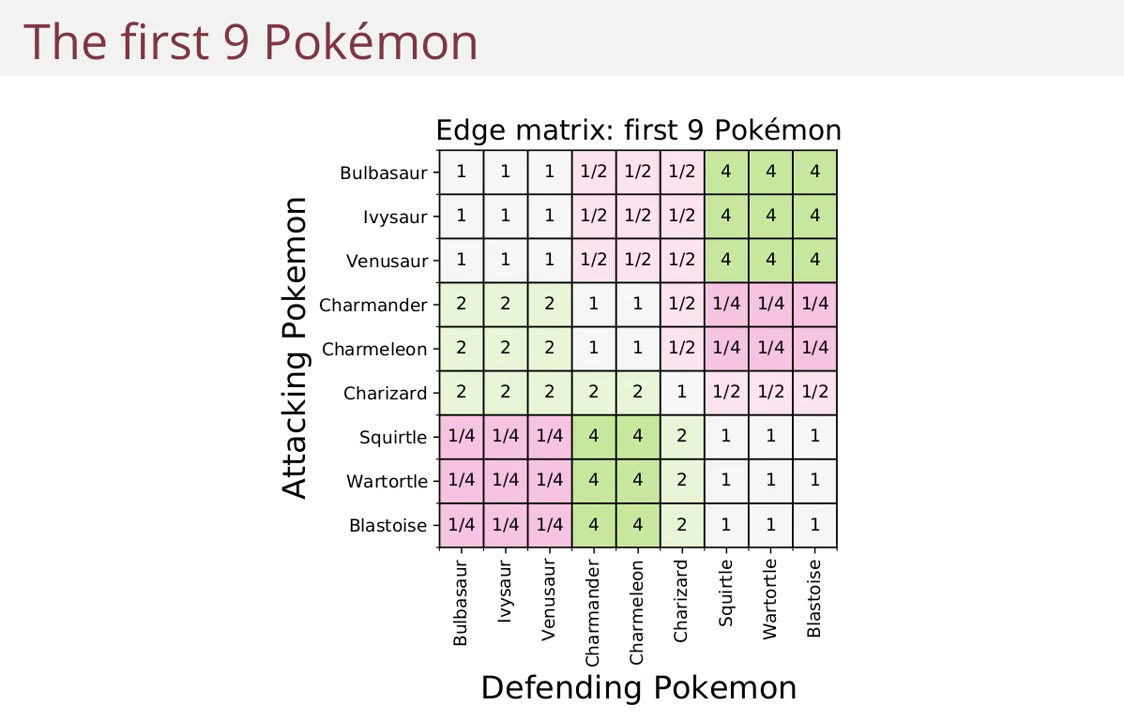 The first 9 Pokémon
Edge matrix: first 9 Pokémon
Attacking Pokemon
Bulbasaur 1 1 1 1/2 1/2 1/2 4 4 4
Ivysaur 1 1 1 1/2 1/2 1/2 4 4 4
Venusaur 1 1 1 1/2 1/2 1/2 4 4 4
Charmander 2 2 2 1 1 1/2 1/4 1/4 1/4
Charmeleon 2 2 2 1 1 1/2 1/4 1/4 1/4
Charizard 2 2 2 2 2 1 1/2 1/2 1/2
Squirtle 1/4 1/4 1/4 4 4 2 1 1 1
Wartortle 1/4 1/4 1/4 4 4 2 1 1 1
Blastoise 1/4 1/4 1/4 4 4 2 1 1 1
Bulbasaur
Ivysaur
Venusaur
Charmander
Charmeleon
Charizard
Squirtle
Wartortle
Blastoise
Defending Pokemon